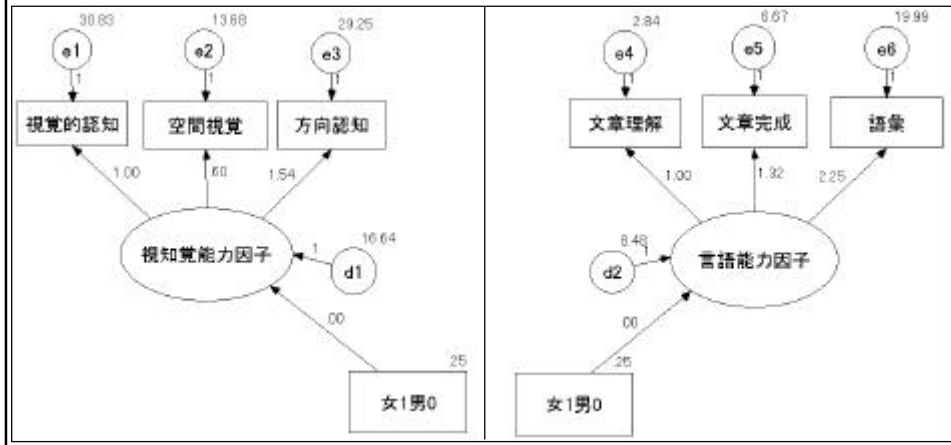 30.83
13.68
29.25
e1
e2
e3
1
1
1
視覚的認知
空間視覚
方向認知
1.00
.60
1.54
視知覚能力因子
1
16.64
d1
.00
.25
女1男0
2.84
6.67
19.99
e4
e5
e6
1
1
1
文章理解
文章完成
語彙
1.00
1.32
2.25
8.48
1
d2
言語能力因子
.00
.25
女1男0